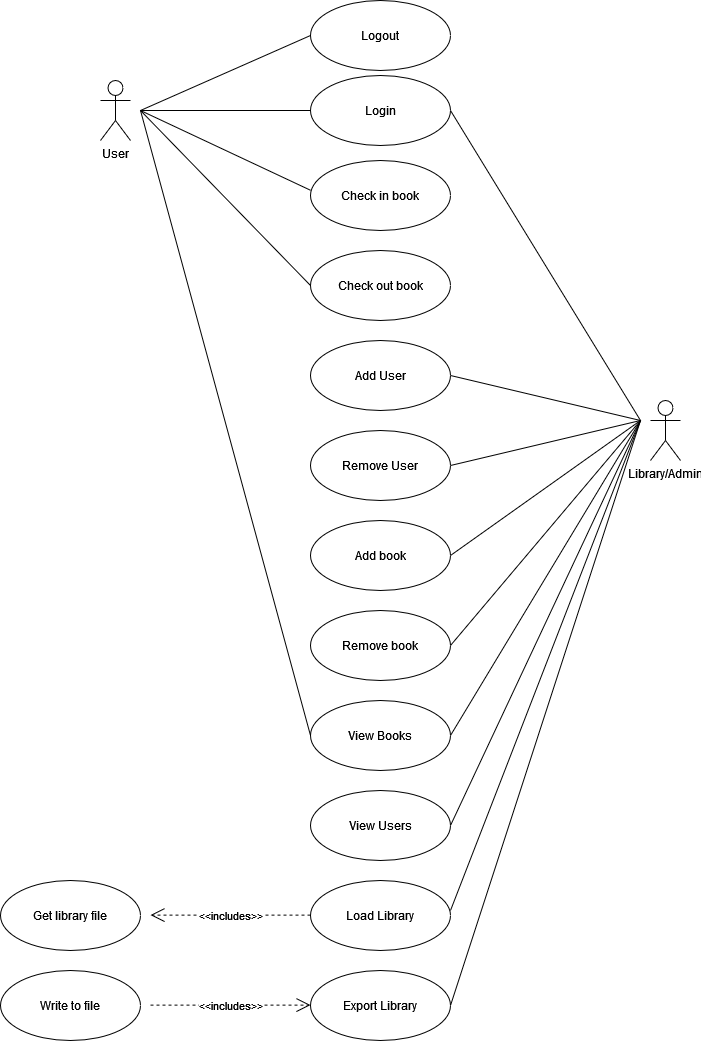 Logout
Login
User
Check in book
Check out book
Add User
Remove User
Library/Admin
Add book
Remove book
View Books
View Users
Get library file
<<includes>>
Load Library
Write to file
<<includes>>
Export Library